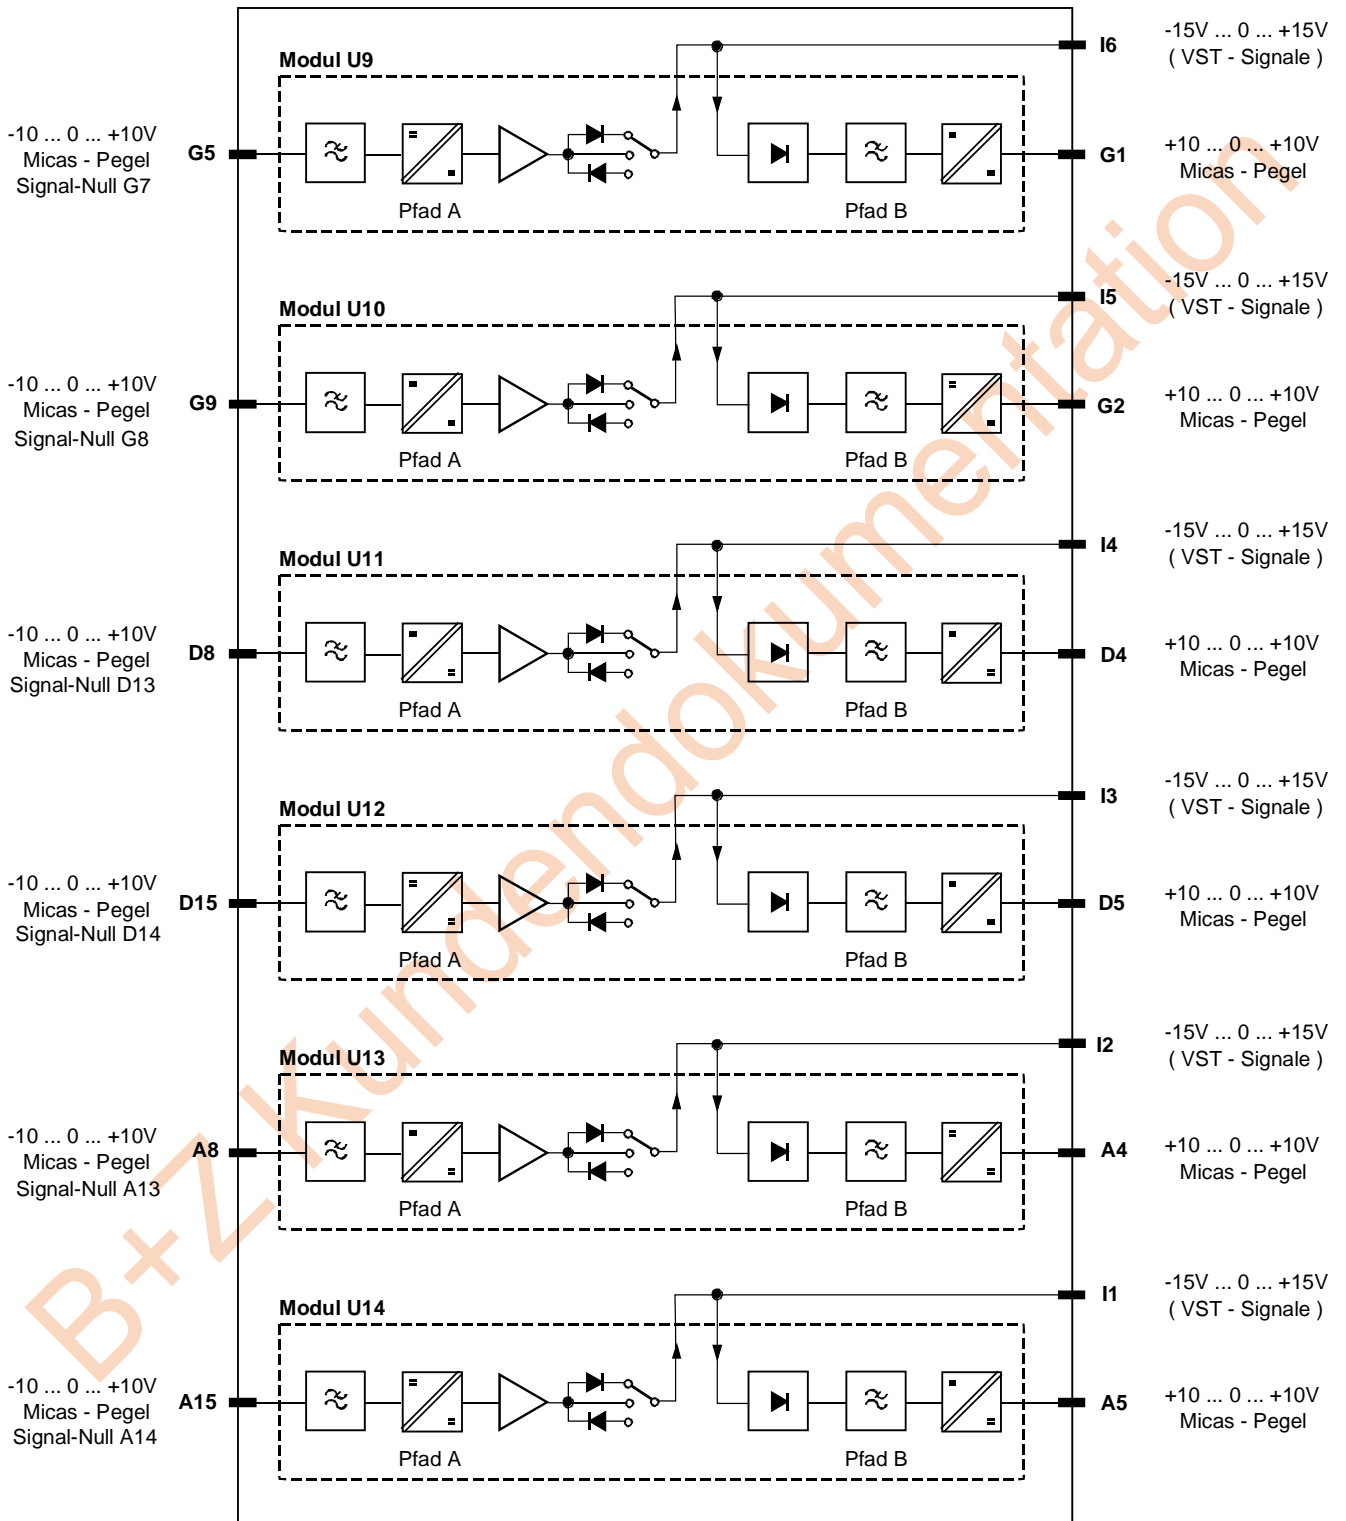 -15V ... 0 ... +15V
I6
( VST - Signale )
Modul U9
-10 ... 0 ... +10V
Micas - Pegel
Signal-Null G7
G5
G1
+10 ... 0 ... +10V
Micas - Pegel
Pfad A
Pfad B
-15V ... 0 ... +15V
I5
( VST - Signale )
Modul U10
-10 ... 0 ... +10V
Micas - Pegel
Signal-Null G8
G9
G2
+10 ... 0 ... +10V
Micas - Pegel
Pfad A
Pfad B
-15V ... 0 ... +15V
I4
( VST - Signale )
Modul U11
-10 ... 0 ... +10V
Micas - Pegel
Signal-Null D13
D8
D4
+10 ... 0 ... +10V
Micas - Pegel
Pfad A
Pfad B
-15V ... 0 ... +15V
I3
( VST - Signale )
Modul U12
-10 ... 0 ... +10V
Micas - Pegel
Signal-Null D14
D15
D5
+10 ... 0 ... +10V
Micas - Pegel
Pfad A
Pfad B
-15V ... 0 ... +15V
I2
( VST - Signale )
Modul U13
-10 ... 0 ... +10V
Micas - Pegel
Signal-Null A13
A8
A4
+10 ... 0 ... +10V
Micas - Pegel
Pfad A
Pfad B
-15V ... 0 ... +15V
I1
( VST - Signale )
Modul U14
-10 ... 0 ... +10V
Micas - Pegel
Signal-Null A14
A15
A5
+10 ... 0 ... +10V
Micas - Pegel
Pfad A
Pfad B
B+Z Kundendokumentation